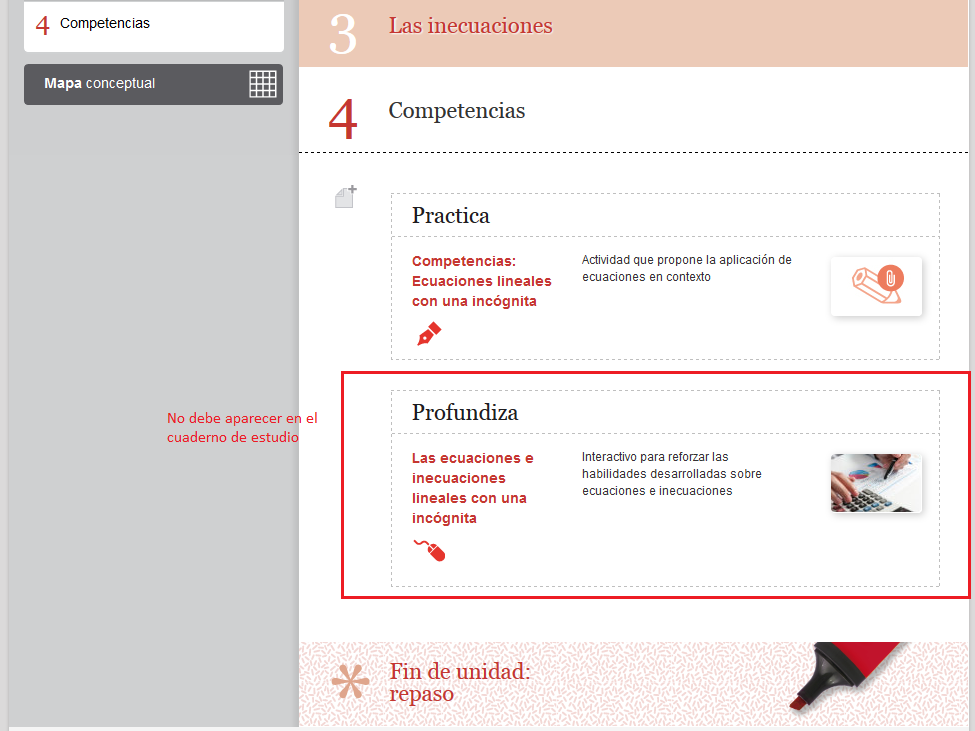 4 Competencias
Mapa conceptual
3 Las inecuaciones
4 Competencias
Practica
Competencias:
Ecuaciones lineales
con una incógnita
Actividad que propone la aplicación de
ecuaciones en contexto
No debe aparecer en el
cuaderno de estudio
Profundiza
Las ecuaciones e
inecuaciones
lineales con una
incógnita
Interactivo para reforzar las
habilidades desarrolladas sobre
ecuaciones e inecuaciones
Fin de unidad:
repaso